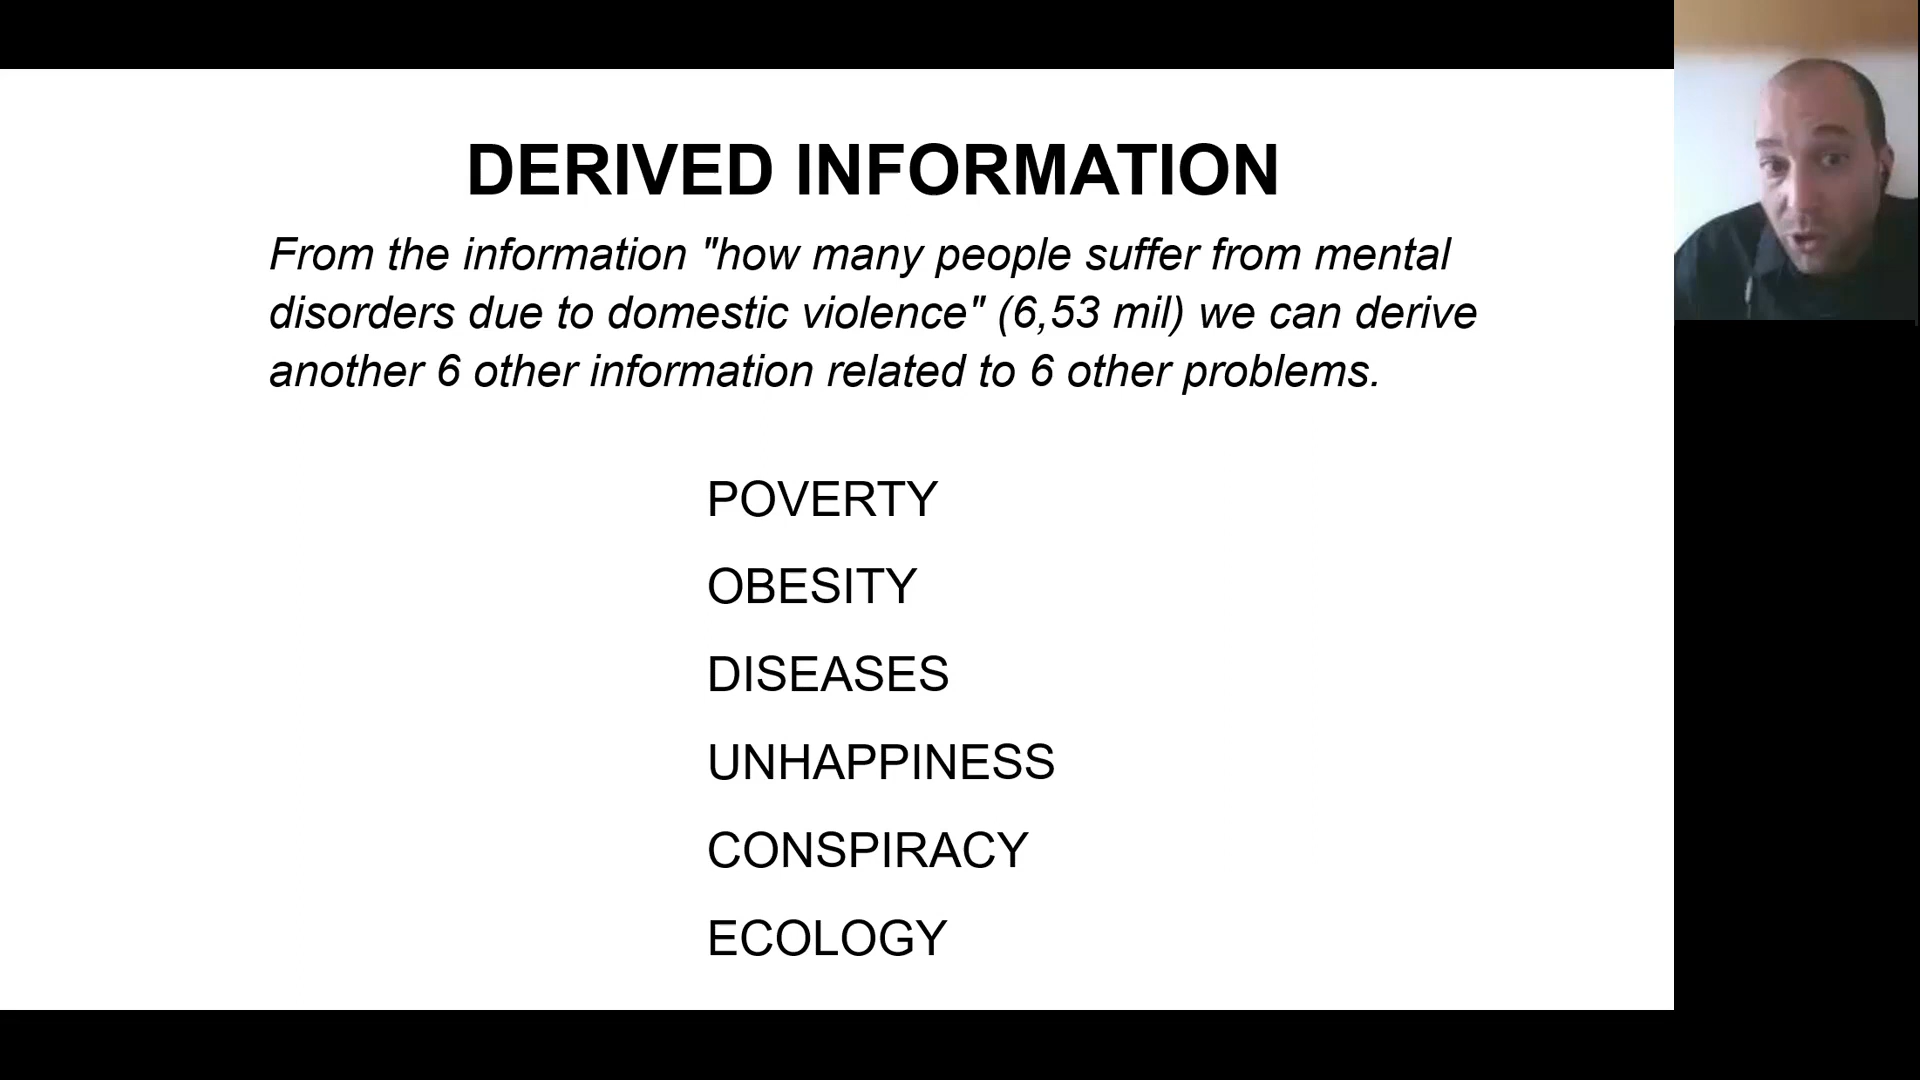 DERIVED INFORMATION
From the information "how many people suffer from mental
disorders due to domestic violence" (6,53 mil) we can derive
another 6 other information related to 6 other problems.
POVERTY
OBESITY
DISEASES
UNHAPPINESS
CONSPIRACY
ECOLOGY